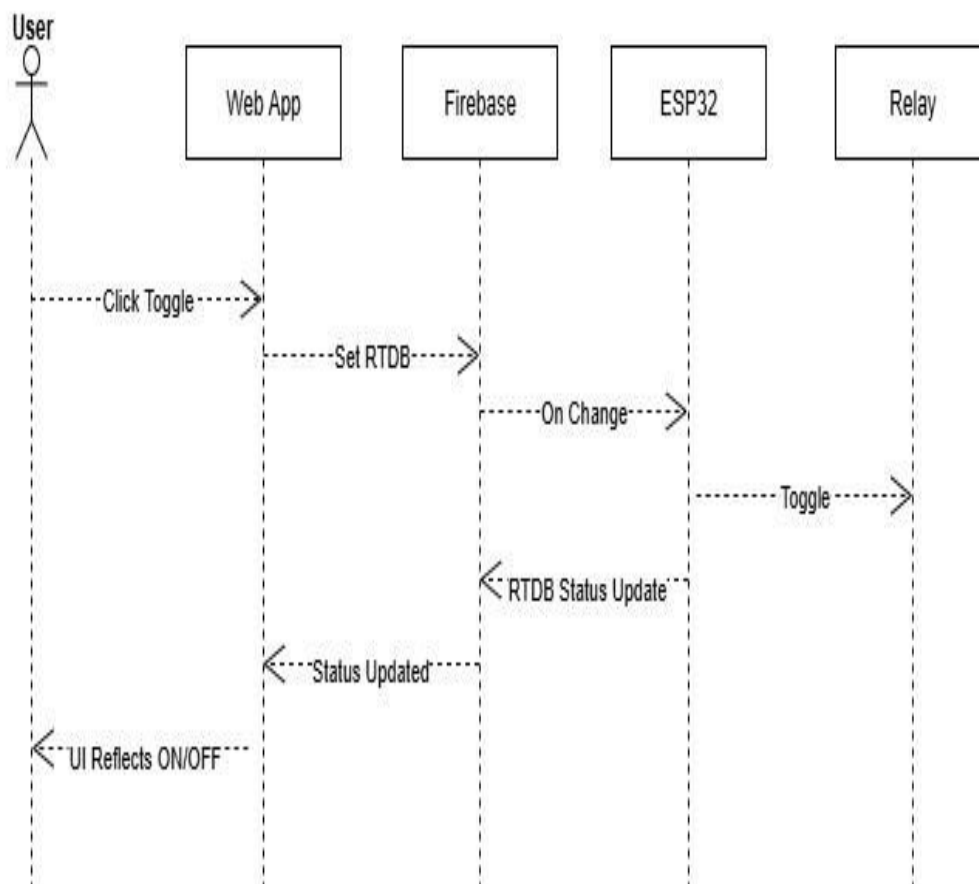 User
Web App
Firebase
ESP32
Relay
Click Toggle
Set RTDB
On Change
Toggle
RTDB Status Update
Status Updated
UI Reflects ON/OFF